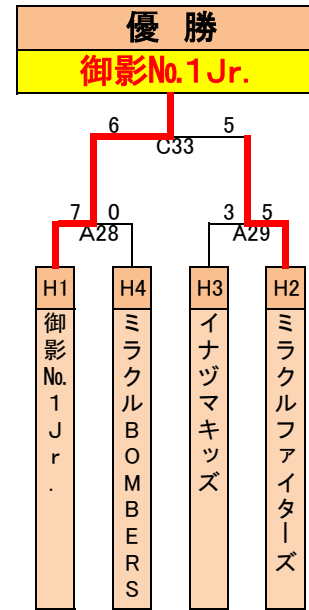 優 勝
御影№.1Jr.
6 5
C33
7 0 3 5
A28 A29
H1 H4 H3 H2
御影№.1Jr.
ミラクルBOMBERS
イナヅマキッズ
ミラクルファイターズ